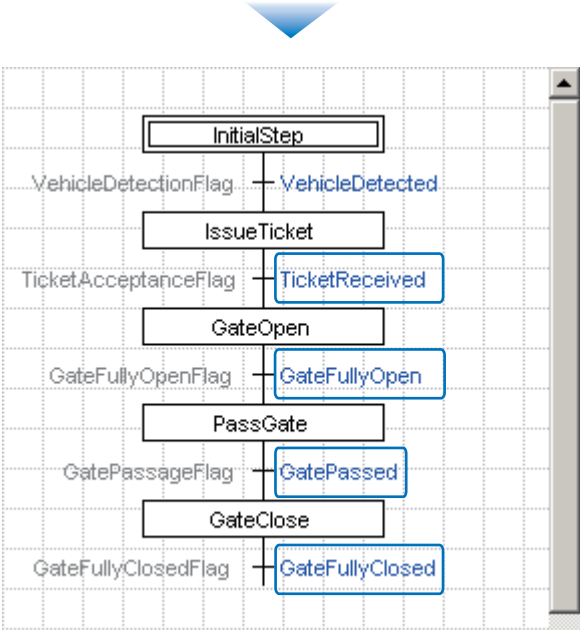 InitialStep
VehicleDetectionFlag VehicleDetected
IssueTicket
TicketAcceptanceFlag TicketReceived
GateOpen
GateFullyOpenFlag GateFullyOpen
PassGate
GatePassageFlag GatePassed
GateClose
GateFullyClosedFlag GateFullyClosed